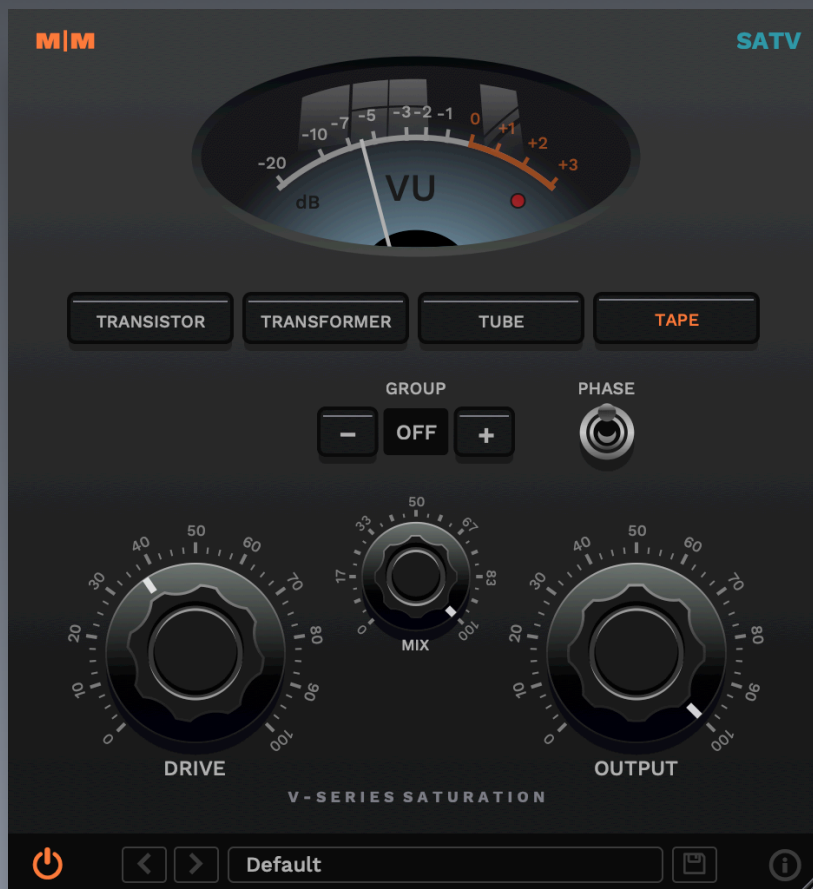 M|M
SATV
-20 -10 -7 -5 -3 -2 -1 0 +1 +2 +3
dB
VU
TRANSISTOR TRANSFORMER TUBE TAPE
GROUP PHASE
- OFF +
0 10 20 30 40 50 60 70 80 90 100
DRIVE
0 17 33 50 67 83 100
MIX
0 10 20 30 40 50 60 70 80 90 100
OUTPUT
V-SERIES SATURATION
Default